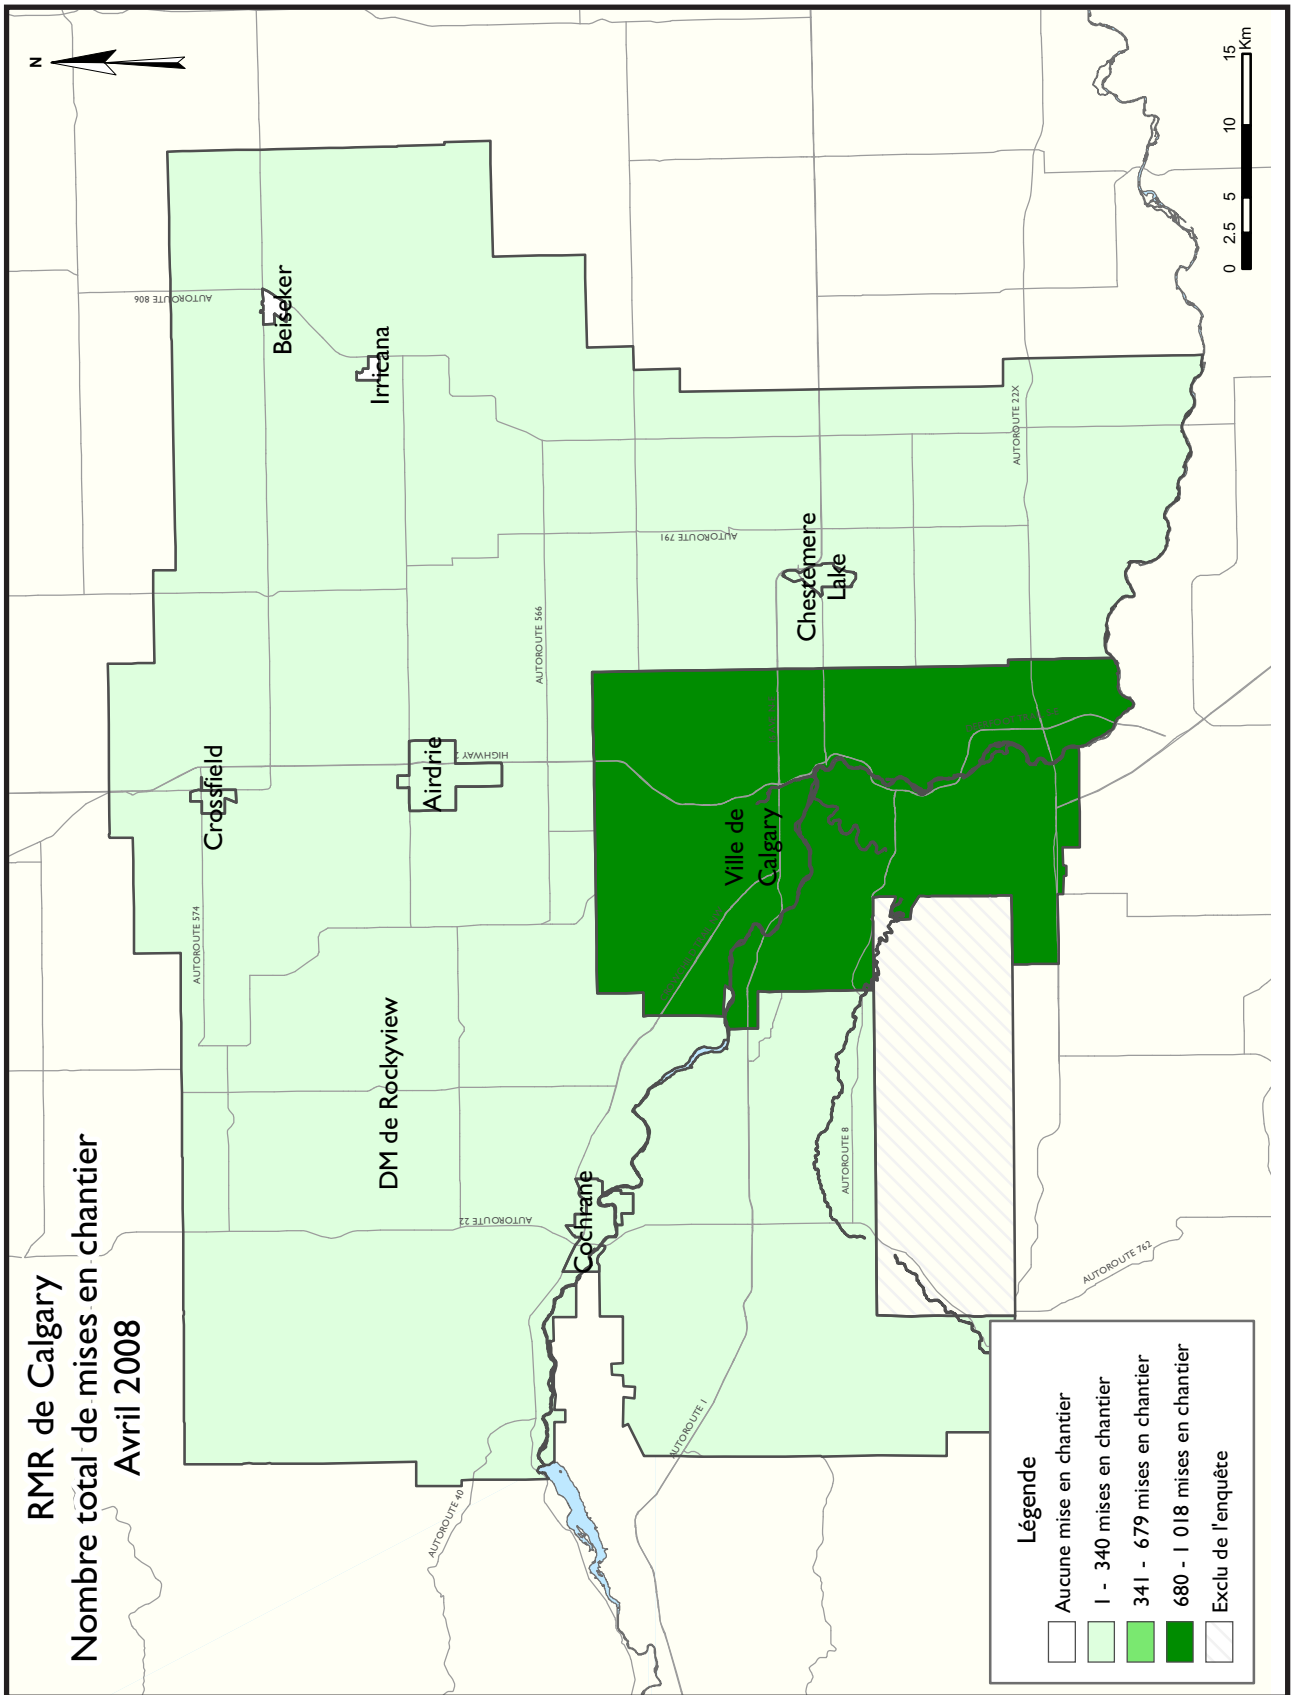 RMR de Calgary
Nombre total de mises en chantier
Avril 2008
N
AUTOROUTE 806
Beiseker
Irricana
Crossfield
AUTOROUTE 574
Airdrie
HIGHWAY
AUTOROUTE 566
DM de Rockyview
AUTOROUTE 22
Cochrane
AUTOROUTE 40
AUTOROUTE 1
AUTOROUTE 791
Chestemere
Lake
Ville de
Calgary
AUTOROUTE 22X
AUTOROUTE 8
AUTOROUTE 762
Légende
Aucune mise en chantier
1 - 340 mises en chantier
341 - 679 mises en chantier
680 - 1 018 mises en chantier
Exclu de l'enquête
0 2.5 5 10 15
Km